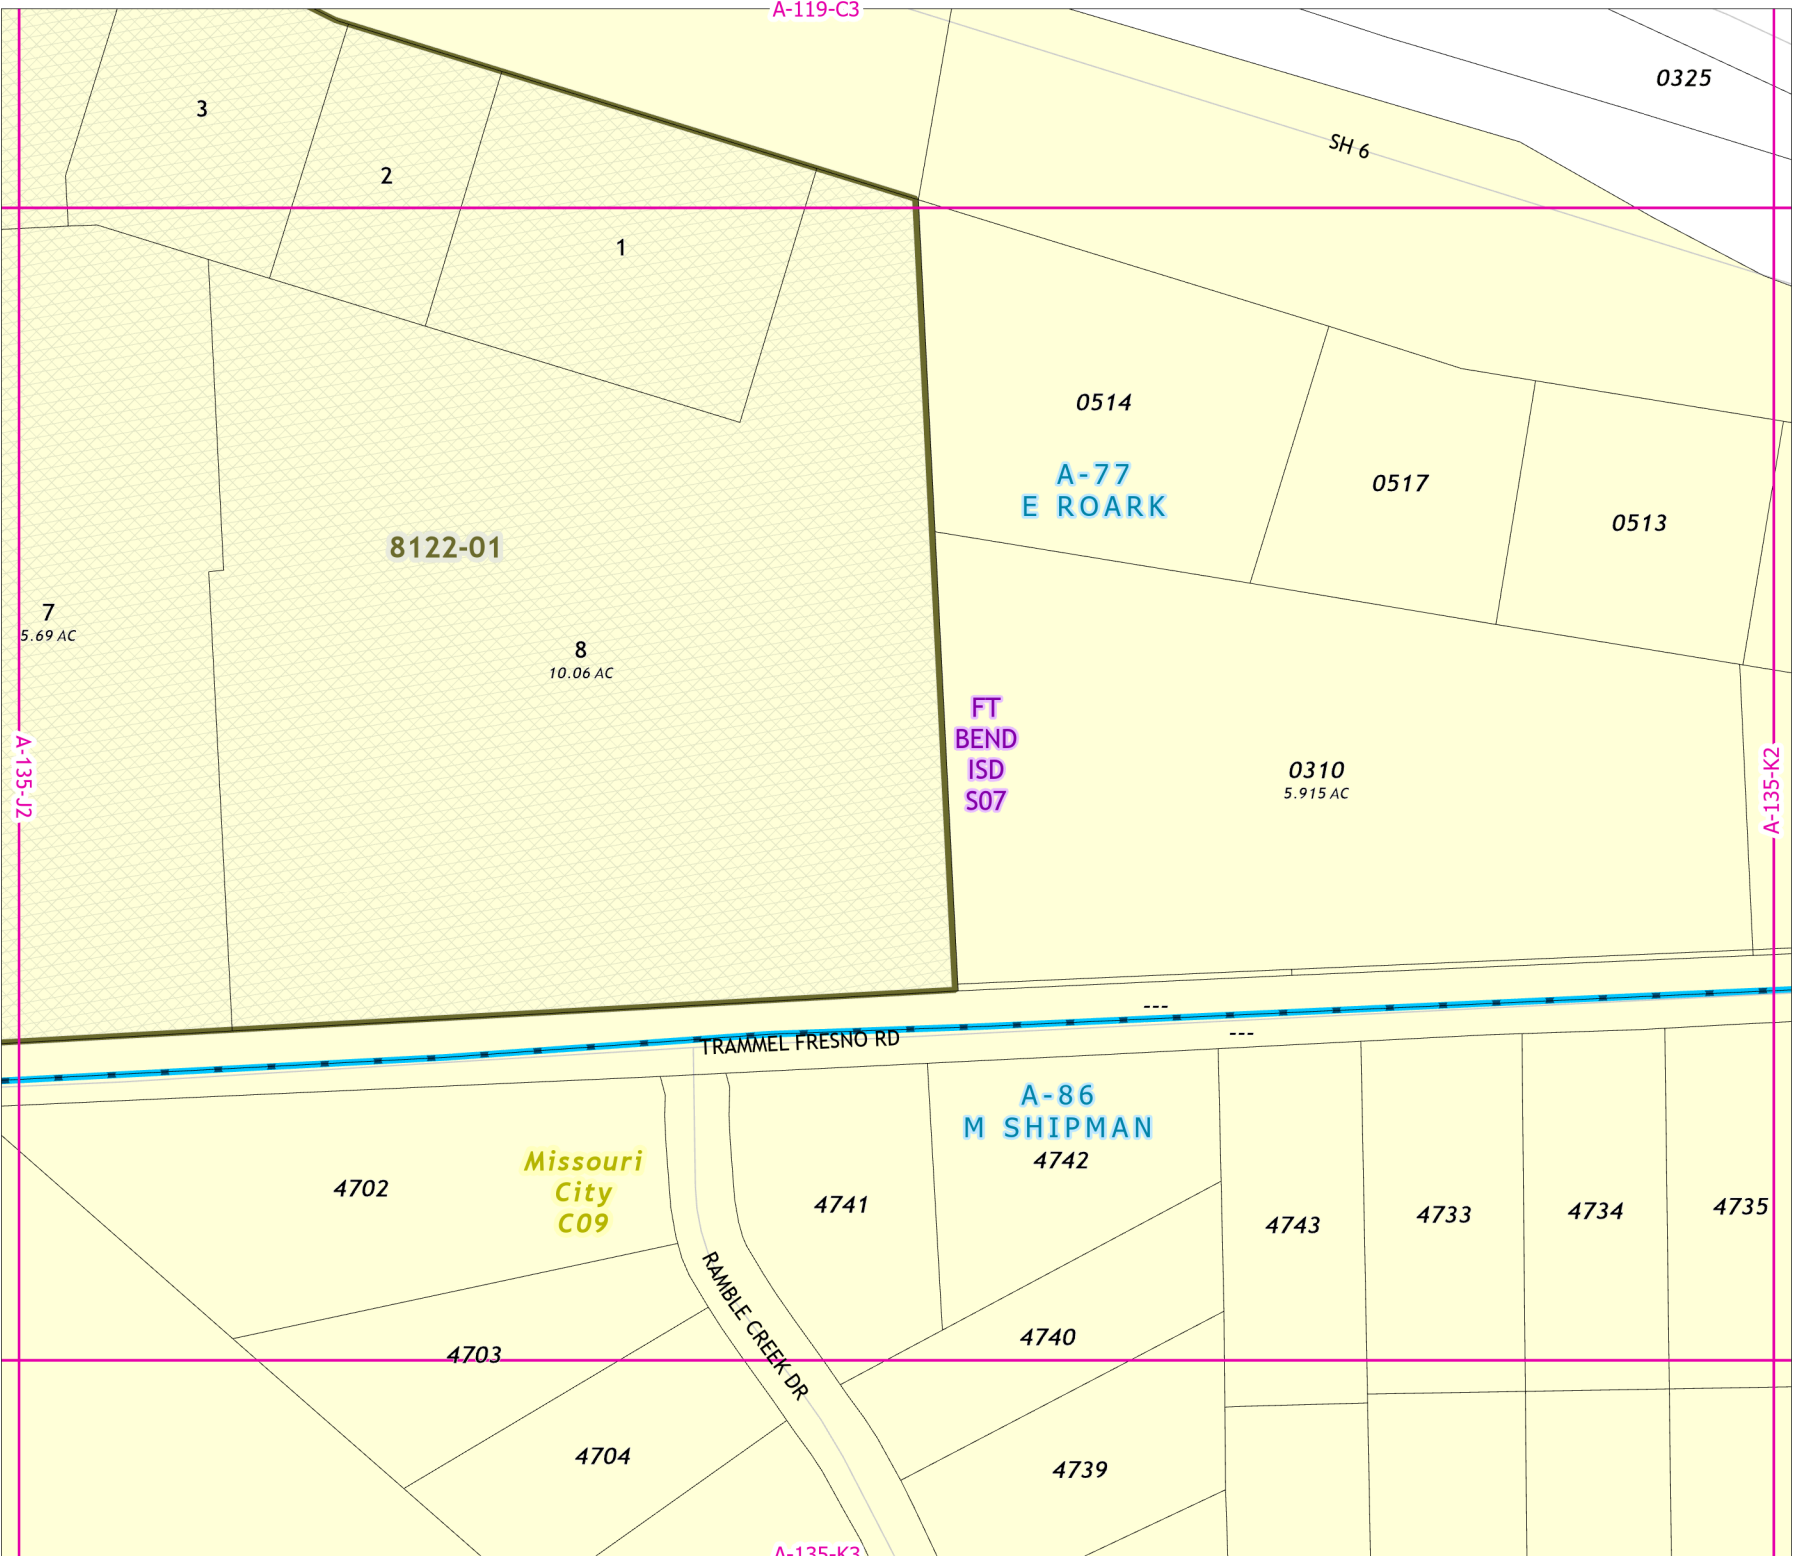 A-119-C3
0325
3
SH 6
2
1
0514
A-77
E ROARK
0517
0513
8122-01
7
5.69 AC
8
10.06 AC
FT
BEND
ISD
S07
A-135-J2
A-135-K2
0310
5.915 AC
---
---
TRAMMEL FRESNO RD
A-86
M SHIPMAN
4742
Missouri
City
C09
4702
4741
4743
4733
4734
4735
RAMBLE CREEK DR
4703
4740
4704
4739
A-135-K3